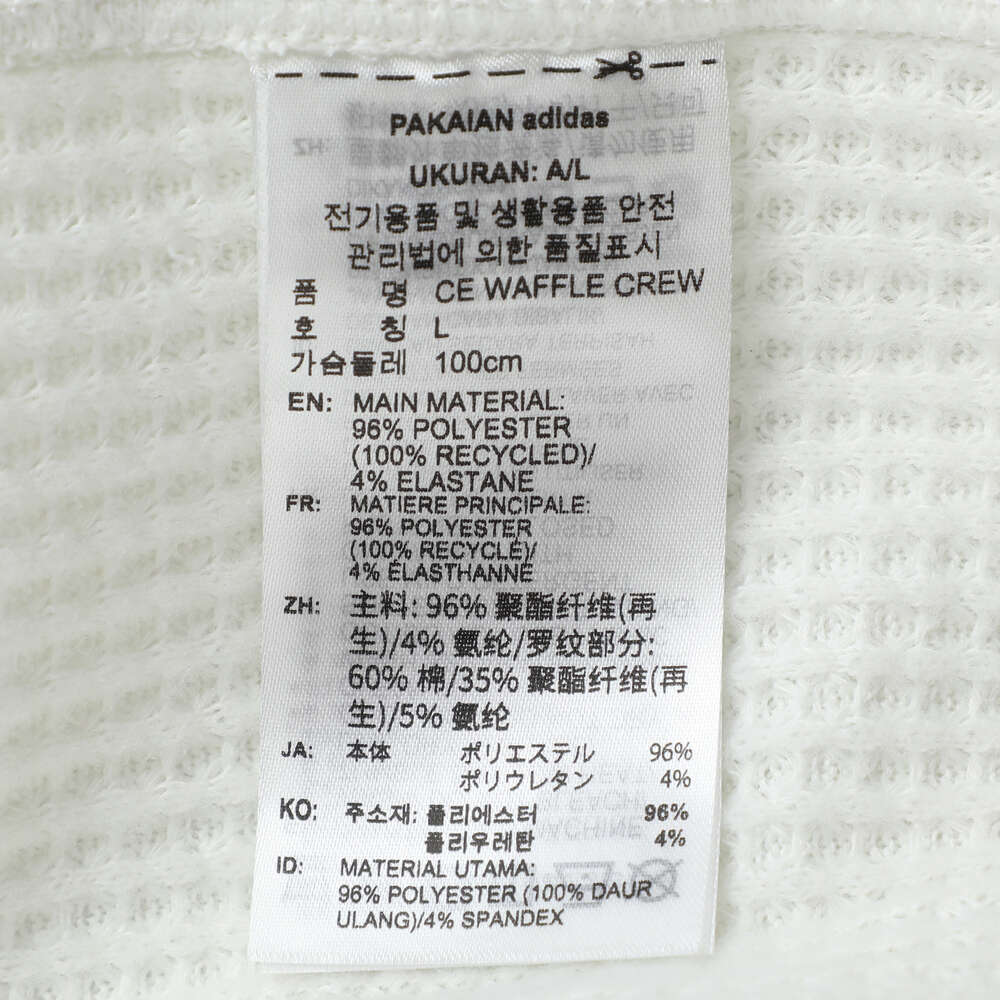 PAKAIAN adidas
UKURAN: A/L
전기용품 및 생활용품 안전
관리법에 의한 품질표시
품 명 CE WAFFLE CREW
호 칭 L
가슴둘레 100cm
EN: MAIN MATERIAL:
96% POLYESTER
(100% RECYCLED)/
4% ELASTANE
FR: MATIERE PRINCIPALE:
96% POLYESTER
(100% RECYCLÉ)/
4% ÉLASTHANNE
ZH: 主料: 96% 聚酯纤维(再
生)/4% 氨纶/罗纹部分:
60% 棉/35% 聚酯纤维(再
生)/5% 氨纶
JA: 本体 ポリエステル 96%
ポリウレタン 4%
KO: 주소재: 폴리에스터 96%
폴리우레탄 4%
ID: MATERIAL UTAMA:
96% POLYESTER (100% DAUR
ULANG)/4% SPANDEX